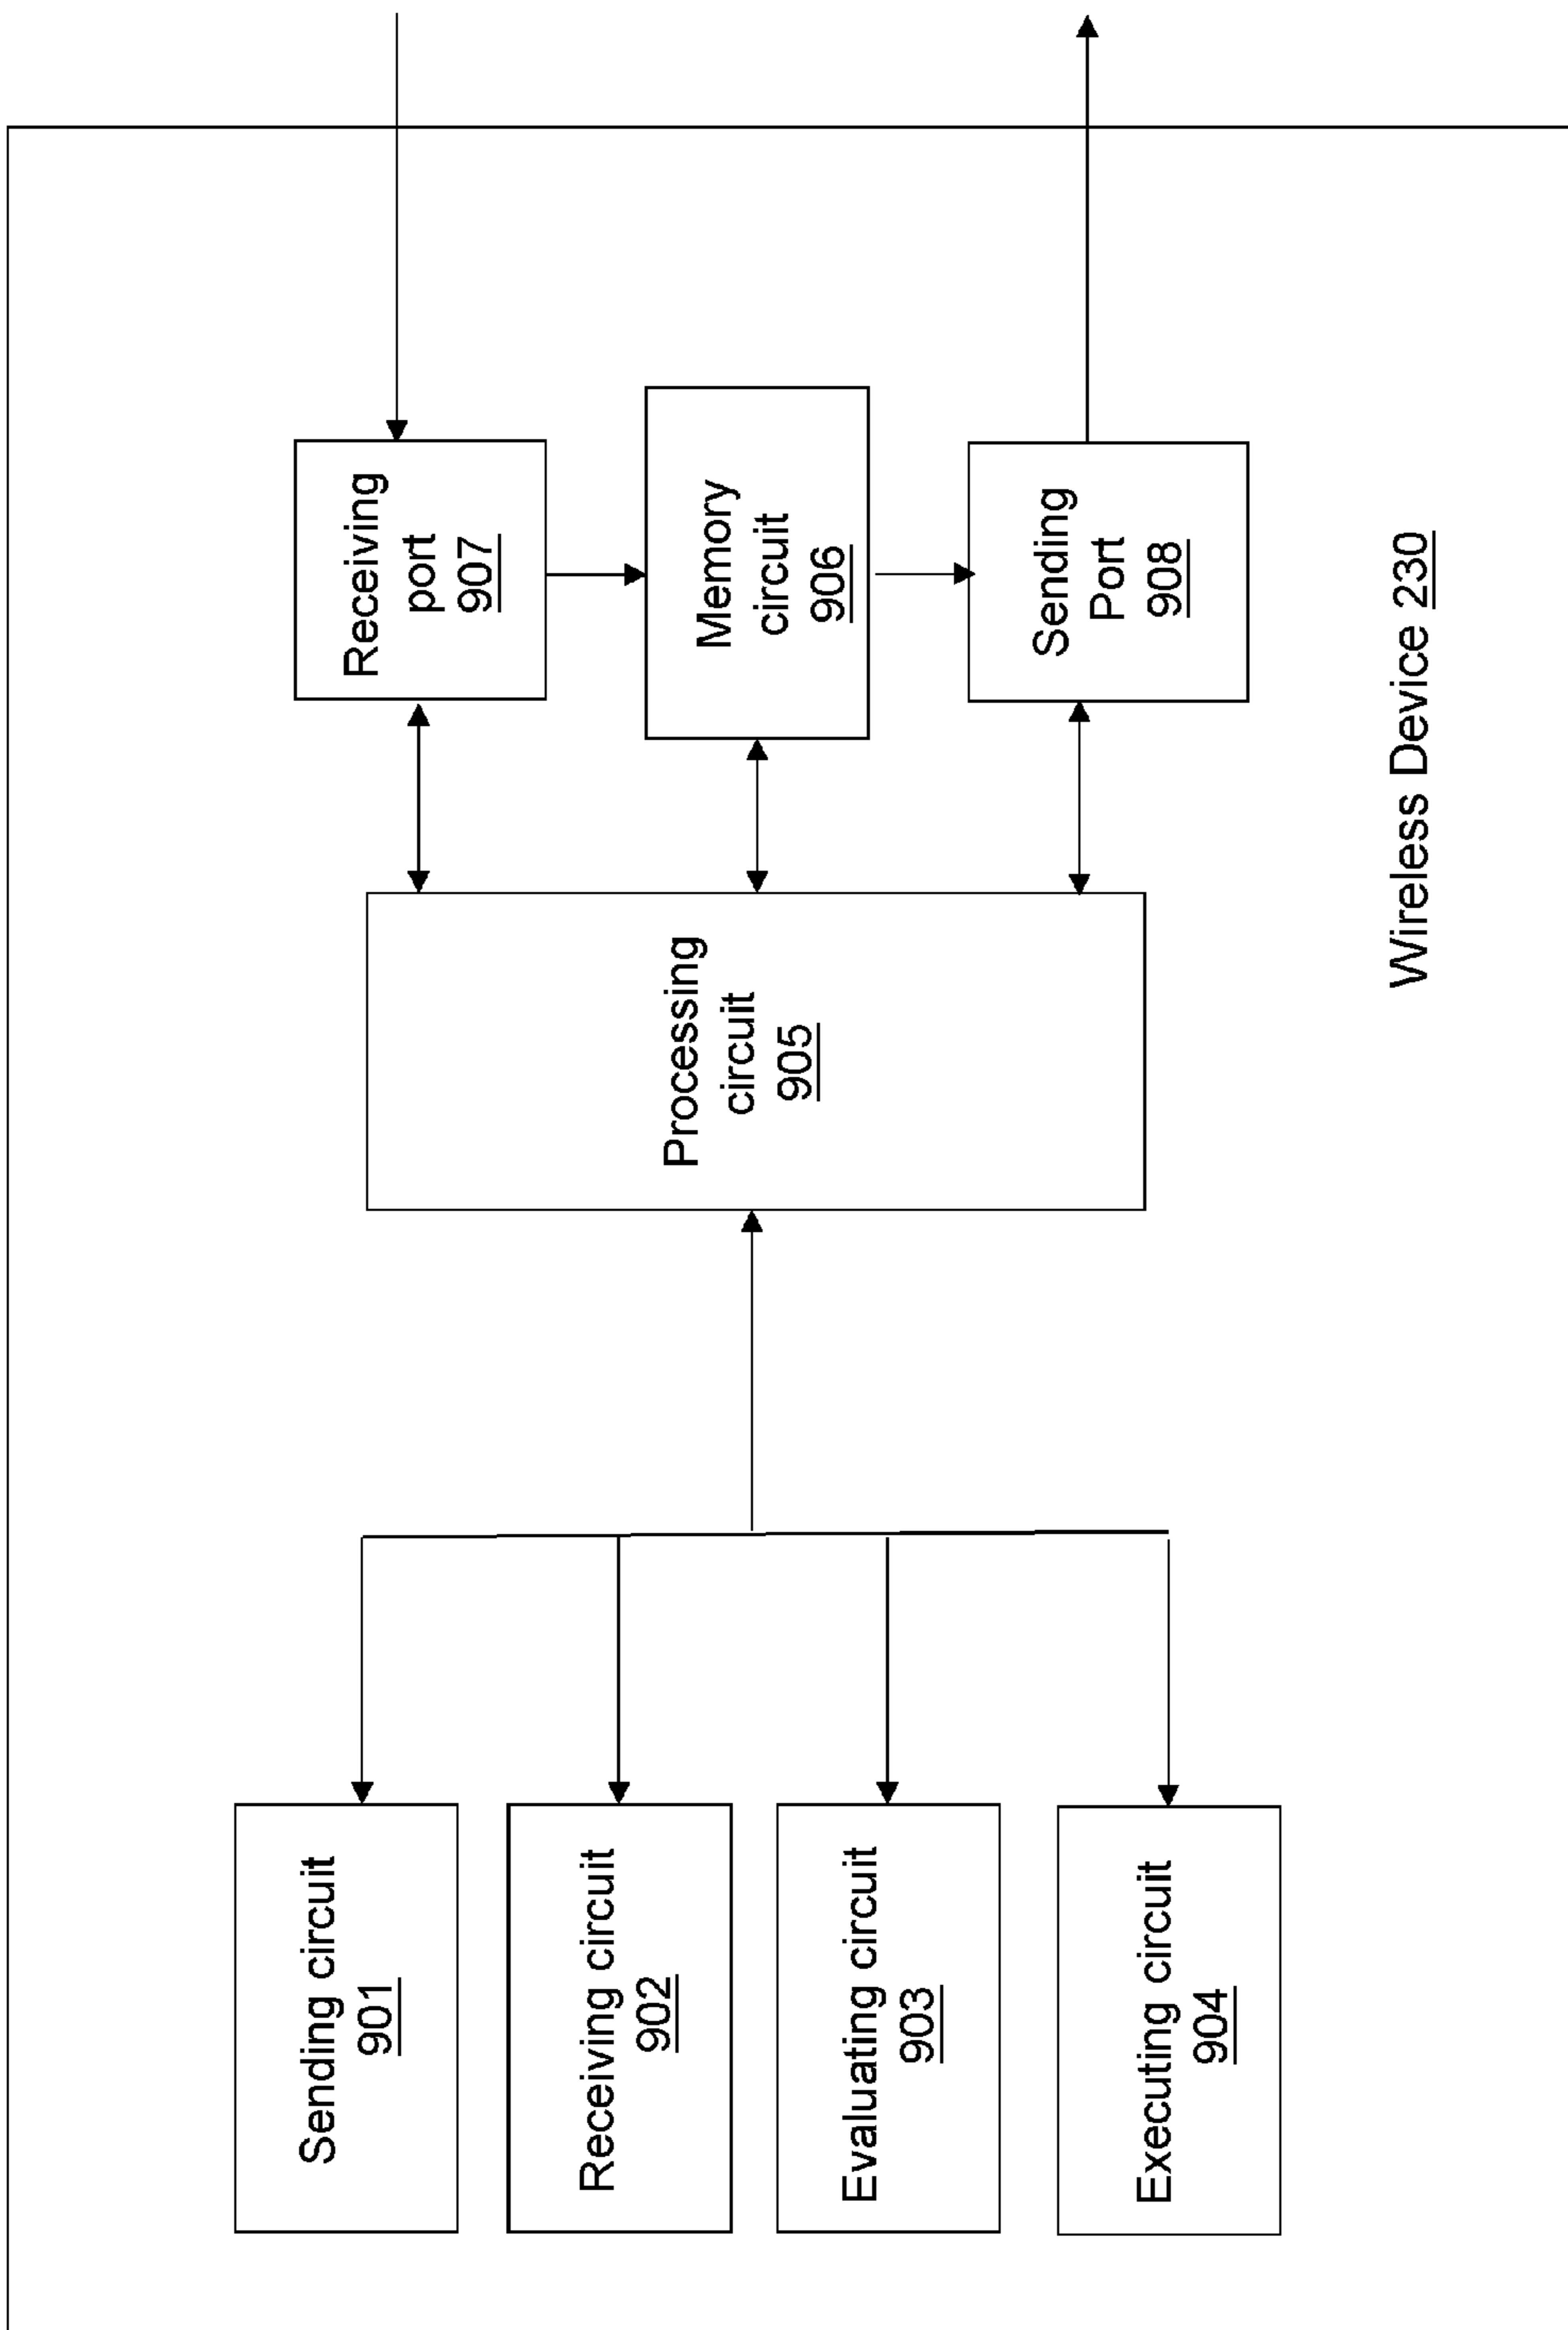 Sending circuit
901
Receiving circuit
902
Evaluating circuit
903
Executing circuit
904
Processing
circuit
905
Receiving
port
907
Memory
circuit
906
Sending
Port
908
Wireless Device 230